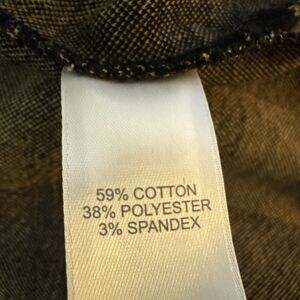 59% COTTON
38% POLYESTER
3% SPANDEX